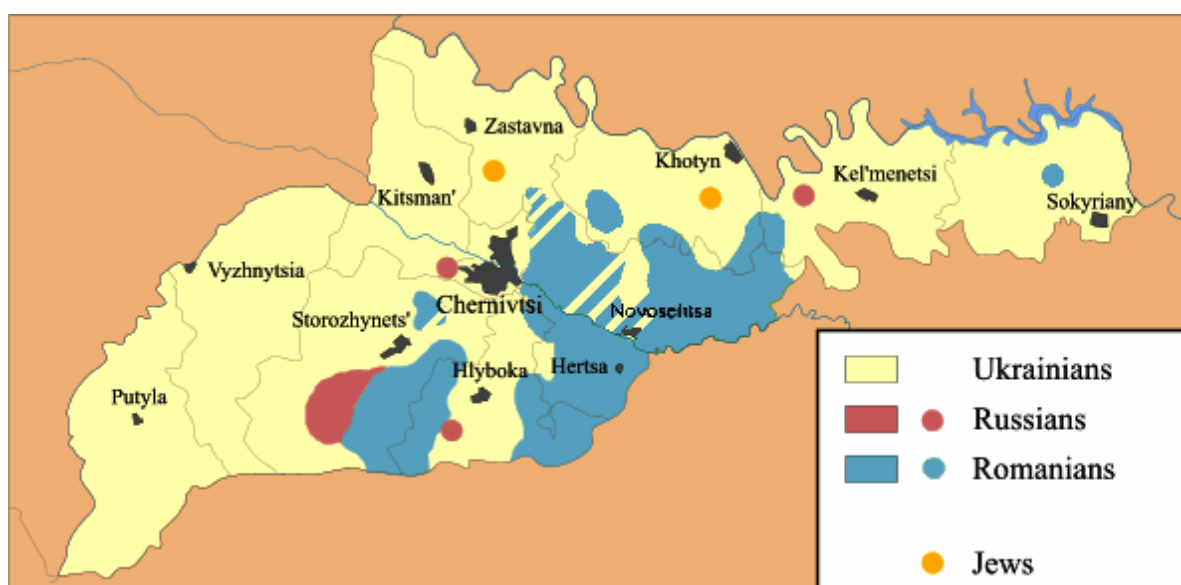 Zastavna
Khotyn
Kel'menetsi
Kitsman'
Sokyriany
Vyzhnytsia
Chernivtsi
Storozhynets'
Novoselitsa
Hlyboka
Hertsa
Putyla
Ukrainians
Russians
Romanians
Jews